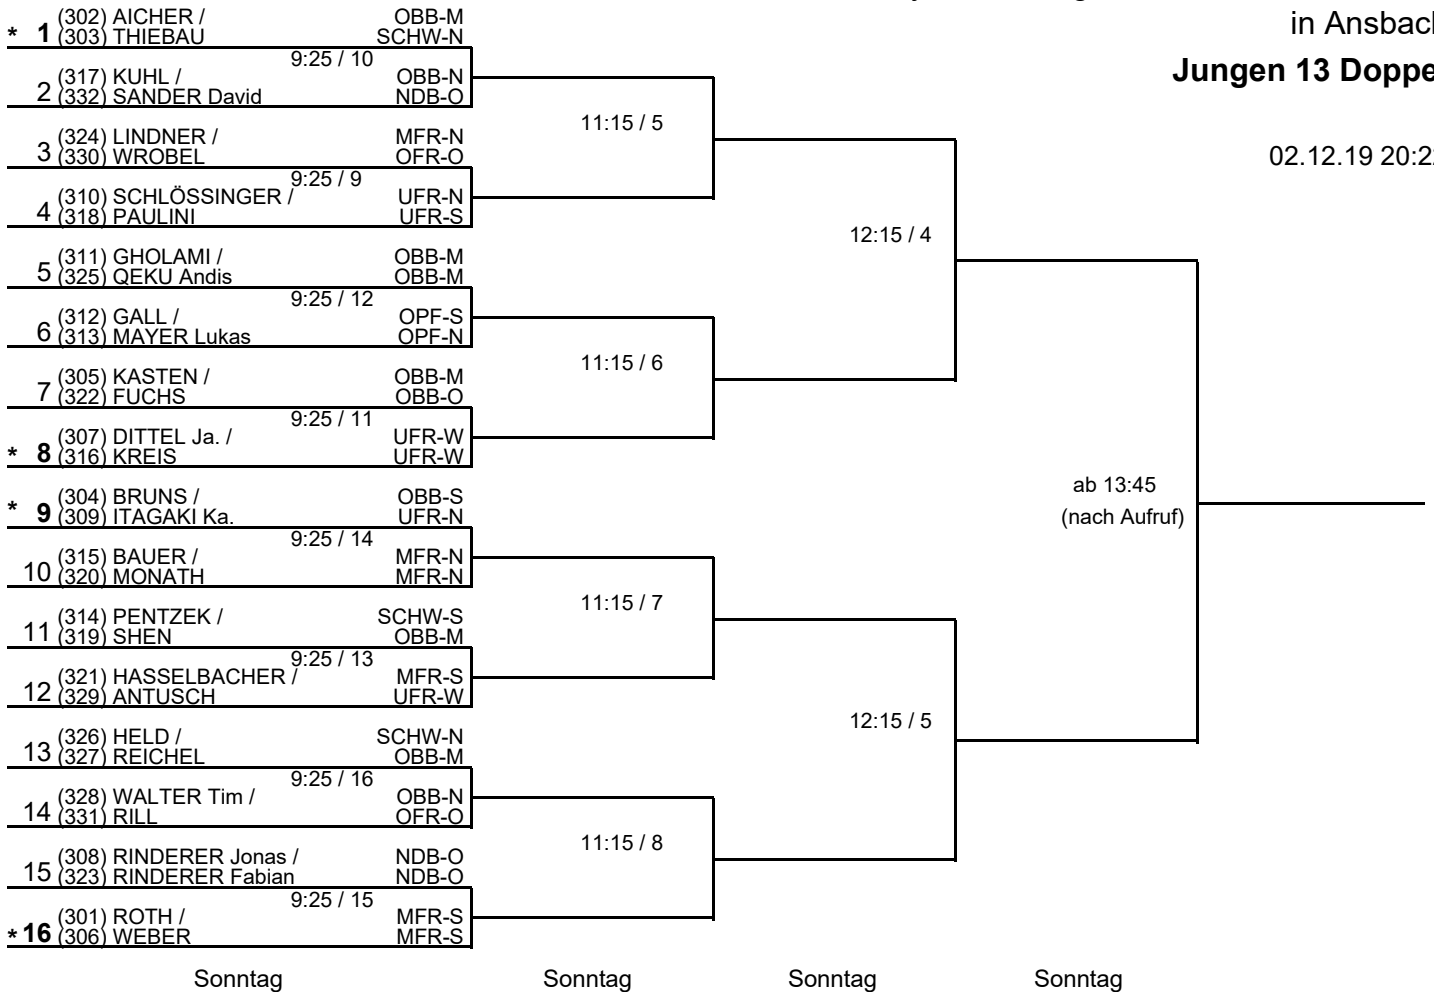 in Ansbach
Jungen 13 Doppe
02.12.19 20:22
(302) AICHER / OBB-M
* 1 (303) THIEBAU SCHW-N
9:25 / 10
(317) KUHL / OBB-N
2 (332) SANDER David NDB-O
11:15 / 5
(324) LINDNER / MFR-N
3 (330) WROBEL OFR-O
9:25 / 9
(310) SCHLÖSSINGER / UFR-N
4 (318) PAULINI UFR-S
12:15 / 4
(311) GHOLAMI / OBB-M
5 (325) QEKU Andis OBB-M
9:25 / 12
(312) GALL / OPF-S
6 (313) MAYER Lukas OPF-N
11:15 / 6
(305) KASTEN / OBB-M
7 (322) FUCHS OBB-O
9:25 / 11
(307) DITTEL Ja. / UFR-W
* 8 (316) KREIS UFR-W
ab 13:45
(nach Aufruf)
(304) BRUNS / OBB-S
* 9 (309) ITAGAKI Ka. UFR-N
9:25 / 14
(315) BAUER / MFR-N
10 (320) MONATH MFR-N
11:15 / 7
(314) PENTZEK / SCHW-S
11 (319) SHEN OBB-M
9:25 / 13
(321) HASSELBACHER / MFR-S
12 (329) ANTUSCH UFR-W
12:15 / 5
(326) HELD / SCHW-N
13 (327) REICHEL OBB-M
9:25 / 16
(328) WALTER Tim / OBB-N
14 (331) RILL OFR-O
11:15 / 8
(308) RINDERER Jonas / NDB-O
15 (323) RINDERER Fabian NDB-O
9:25 / 15
(301) ROTH / MFR-S
* 16 (306) WEBER MFR-S
Sonntag Sonntag Sonntag Sonntag